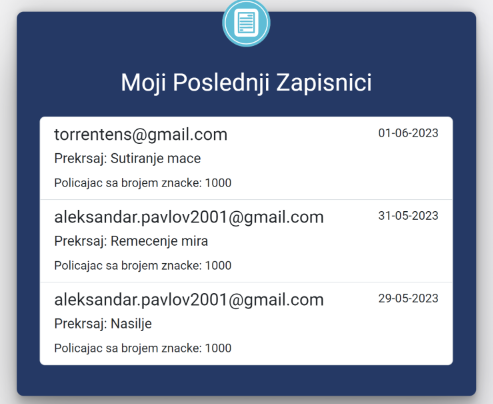 Moji Poslednji Zapisnici
torrentens@gmail.com 01-06-2023
Prekrsaj: Sutiranje mace
Policajac sa brojem znacke: 1000
aleksandar.pavlov2001@gmail.com 31-05-2023
Prekrsaj: Remecenje mira
Policajac sa brojem znacke: 1000
aleksandar.pavlov2001@gmail.com 29-05-2023
Prekrsaj: Nasilje
Policajac sa brojem znacke: 1000